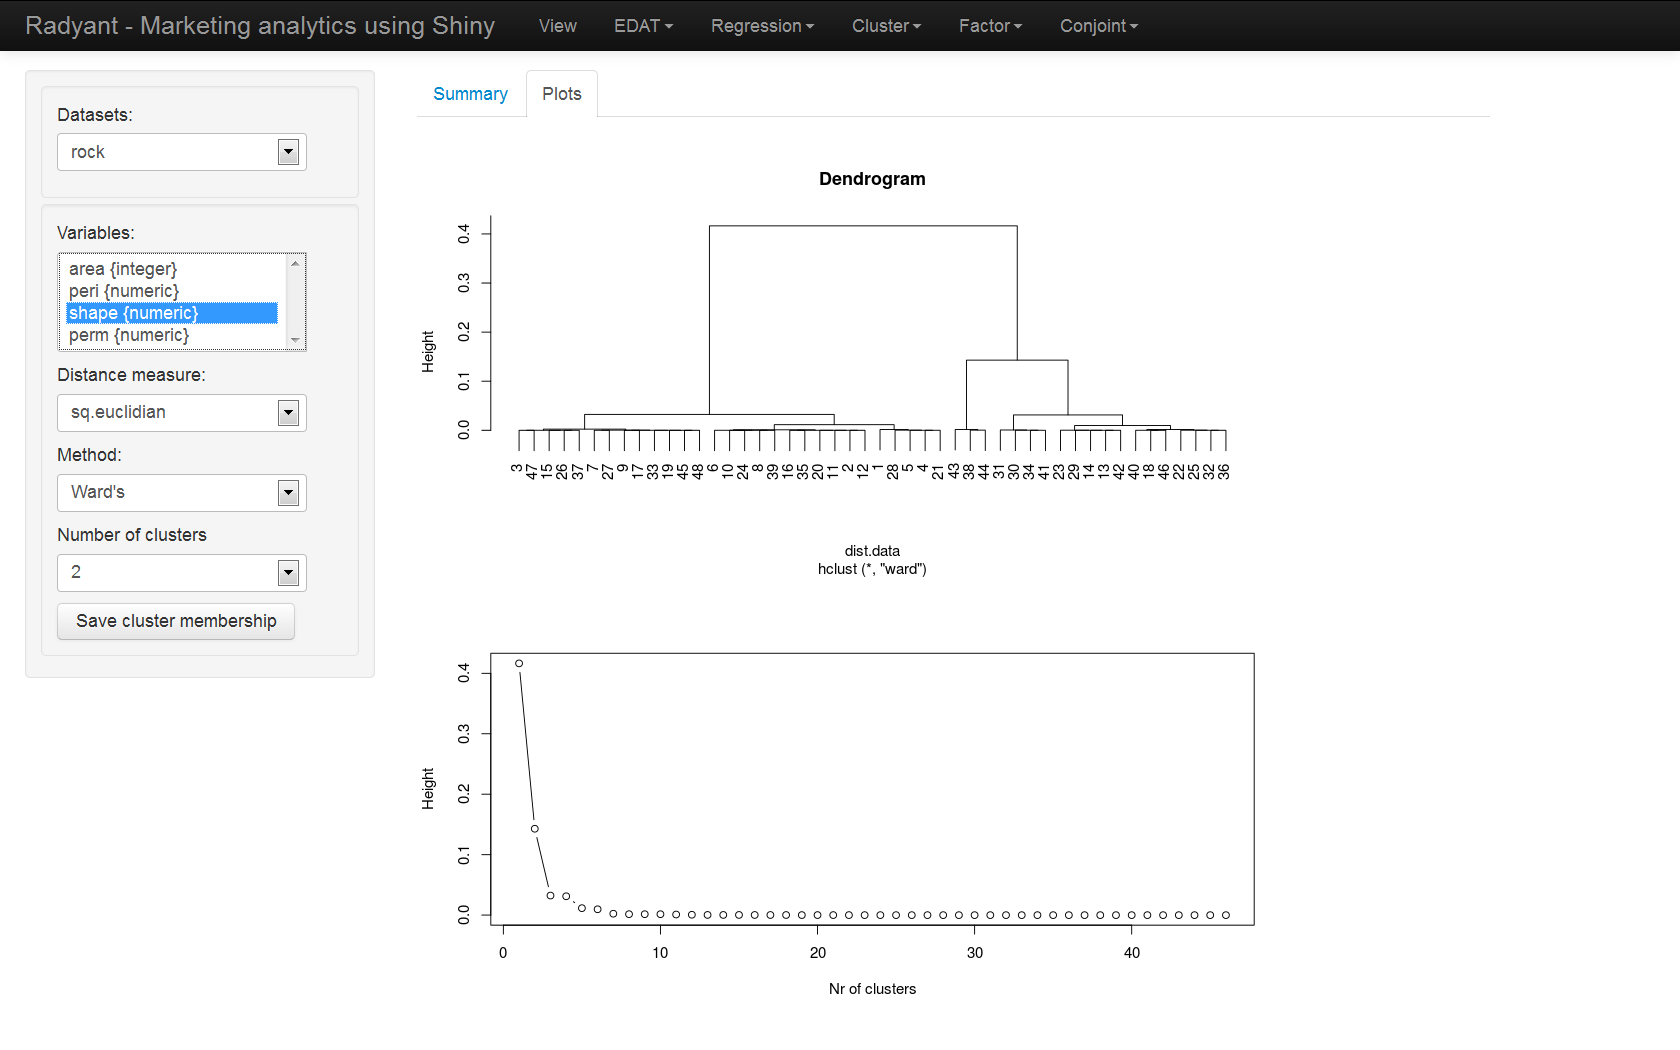 Radyant - Marketing analytics using Shiny View EDAT Regression Cluster Factor Conjoint
Datasets:
rock
Variables:
area {integer}
peri {numeric}
shape {numeric}
perm {numeric}
Distance measure:
sq.euclidian
Method:
Ward's
Number of clusters
2
Save cluster membership
Summary Plots
Dendrogram
Height
0.4
0.3
0.2
0.1
0.0
3 47 15 26 37 7 27 9 17 33 19 45 48 6 10 24 8 39 16 35 20 11 2 12 1 28 5 4 21 43 38 44 31 30 34 41 23 29 14 13 42 40 18 46 22 25 32 36
dist.data
hclust (*, "ward")
Height
0.4
0.3
0.2
0.1
0.0
0 10 20 30 40
Nr of clusters